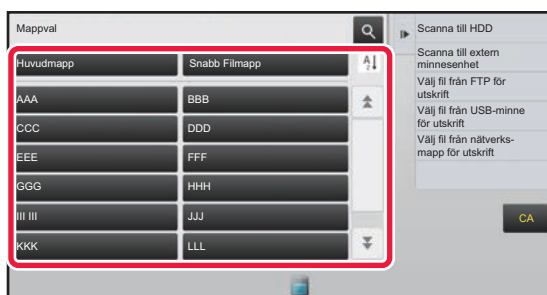 Mappval
Huvudmapp
Snabb Filmapp
AAA
BBB
CCC
DDD
EEE
FFF
GGG
HHH
III III
JJJ
KKK
LLL
Scanna till HDD
Scanna till extern
minnesenhet
Välj fil från FTP för
utskrift
Välj fil från USB-minne
för utskrift
Välj fil från nätverks-
mapp för utskrift
CA